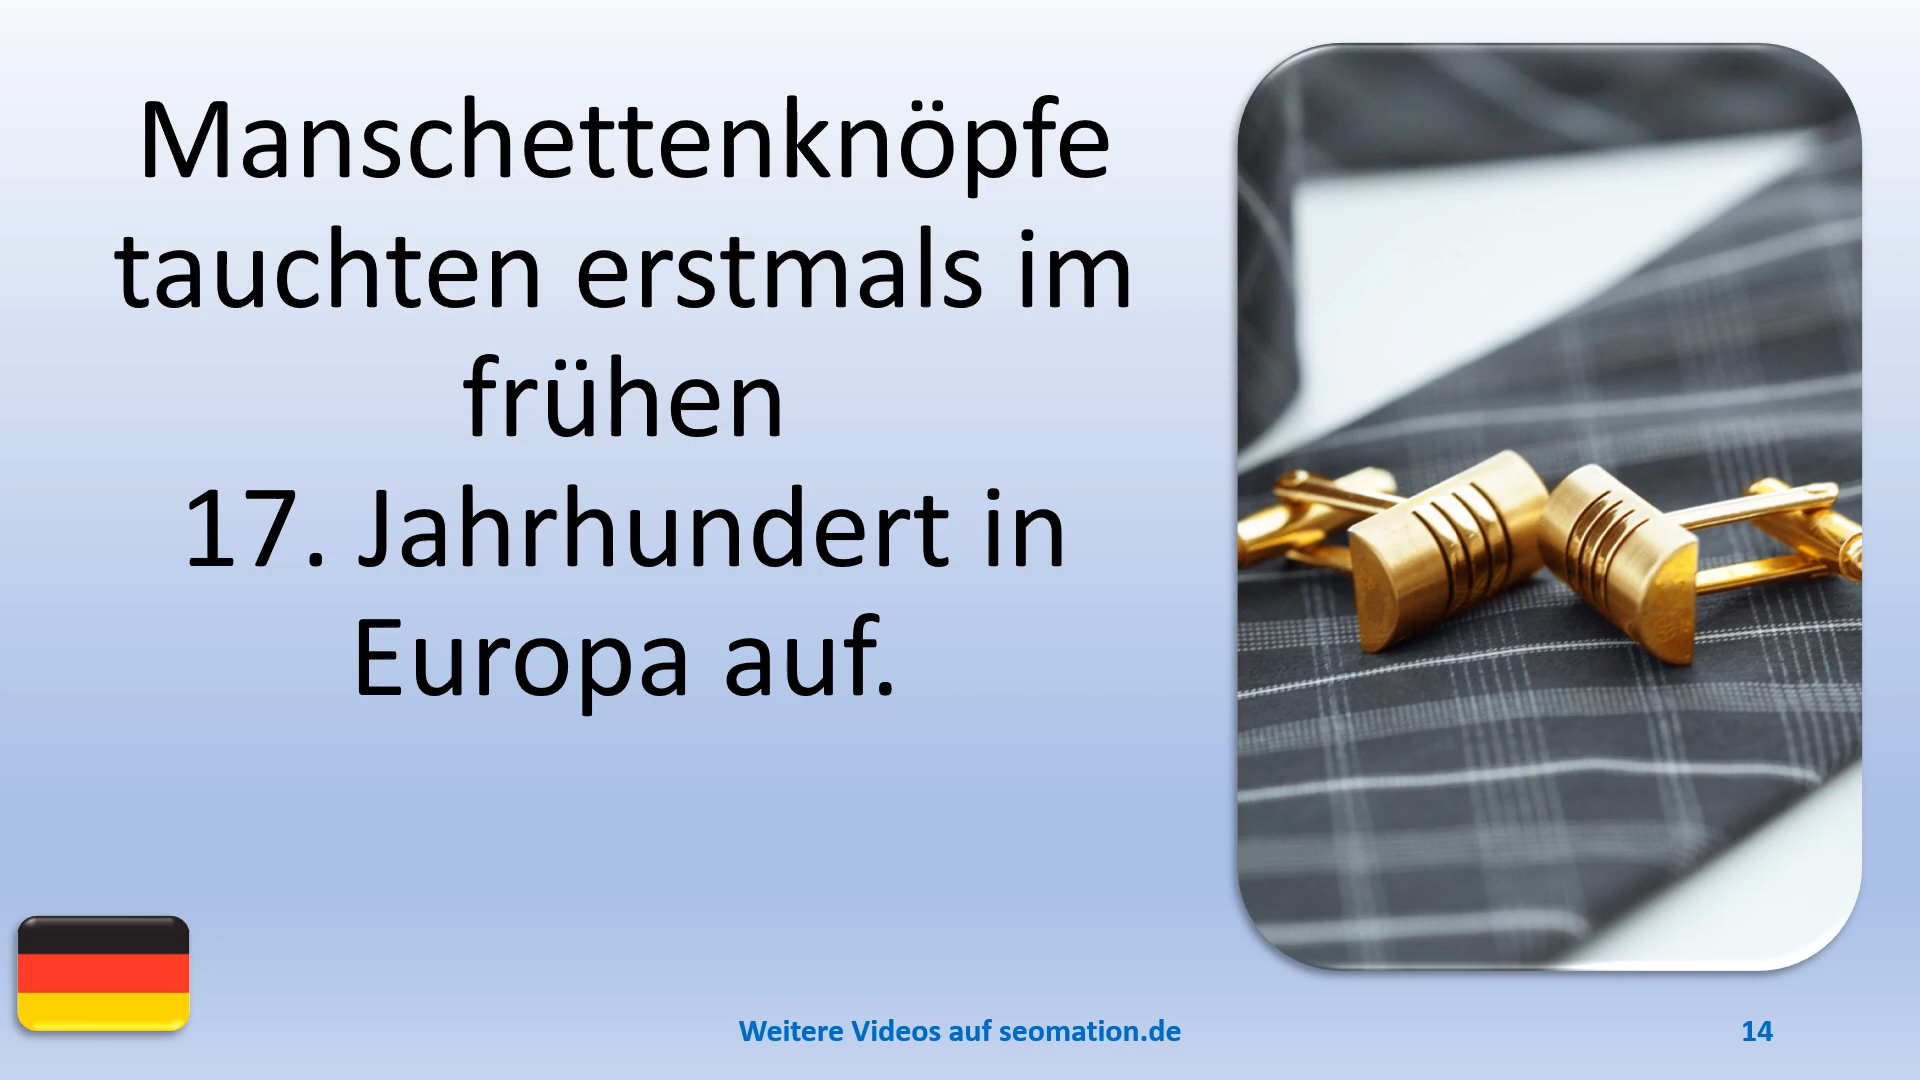 Manschettenknöpfe
tauchten erstmals im
frühen
17. Jahrhundert in
Europa auf.
Weitere Videos auf seomation.de
14